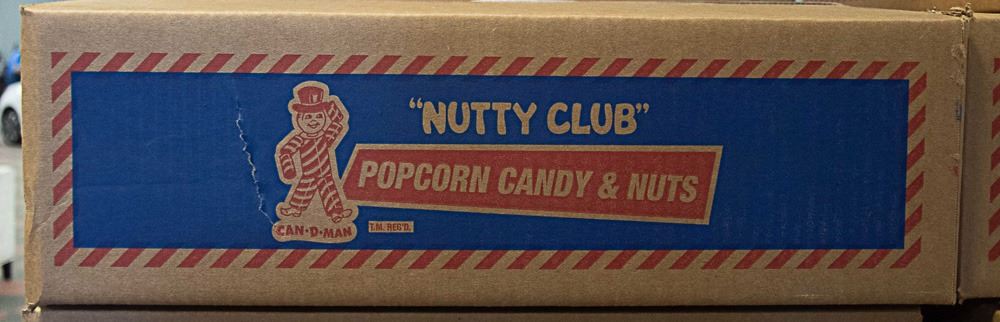 “NUTTY CLUB”
POPCORN CANDY & NUTS
CAN·D·MAN
T.M. REG'D.